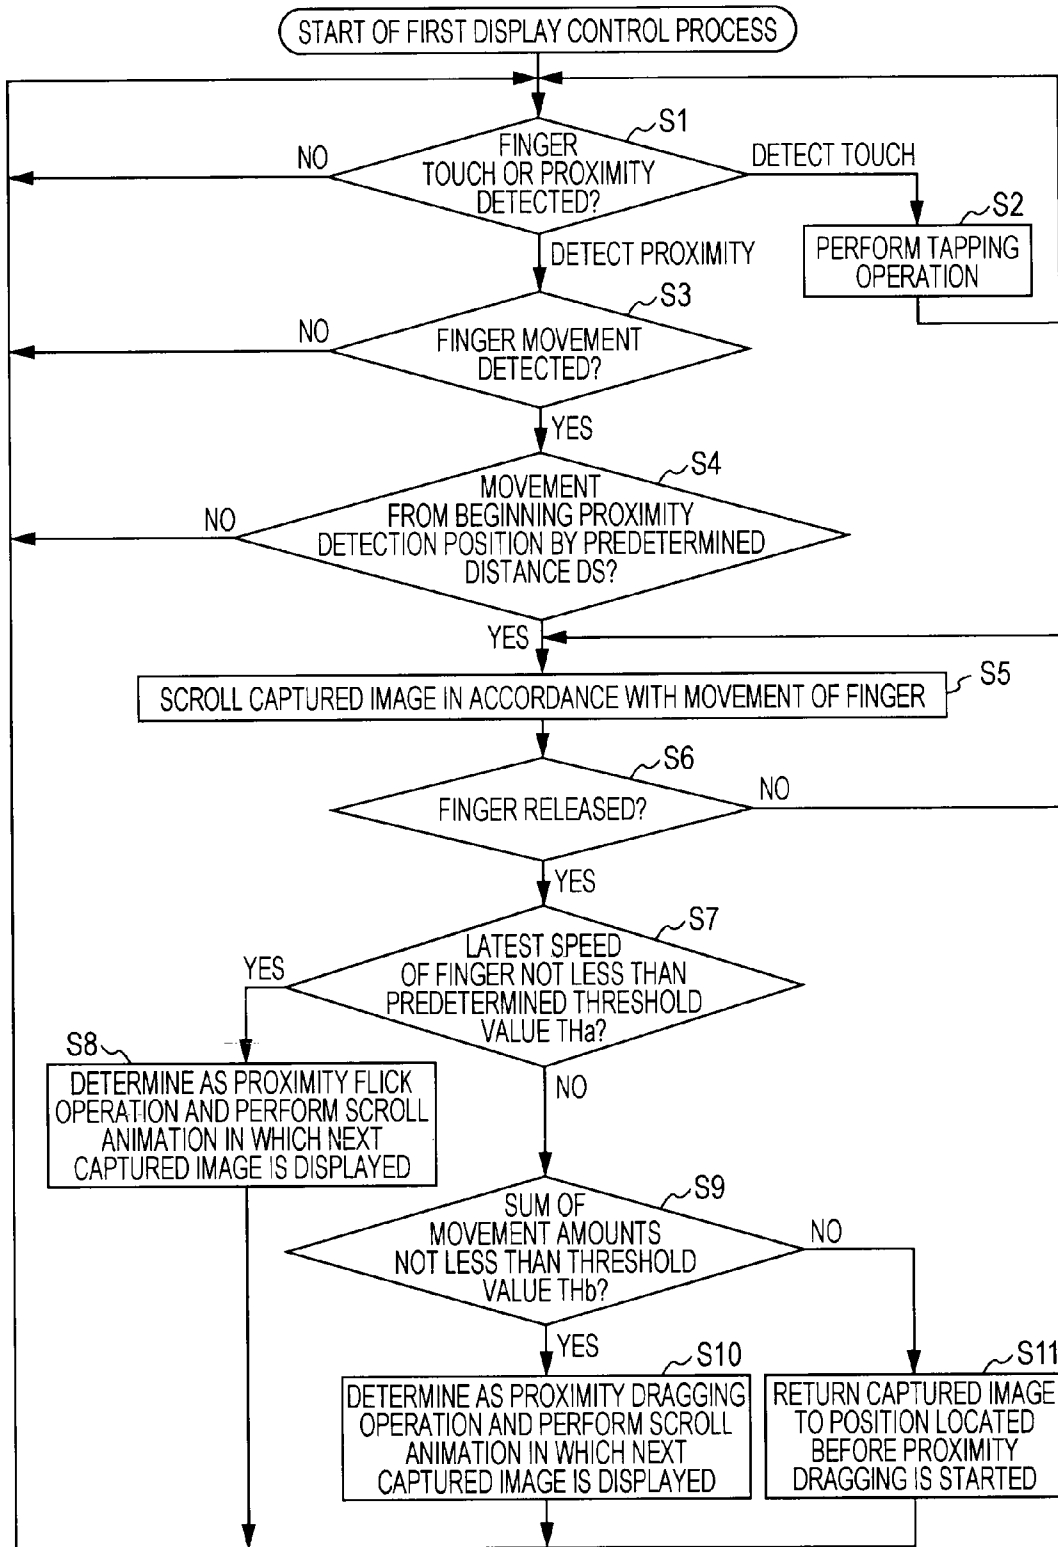 START OF FIRST DISPLAY CONTROL PROCESS
S1
FINGER
TOUCH OR PROXIMITY
DETECTED?
NO
DETECT TOUCH
S2
PERFORM TAPPING
OPERATION
DETECT PROXIMITY
S3
FINGER MOVEMENT
DETECTED?
NO
YES
S4
MOVEMENT
FROM BEGINNING PROXIMITY
DETECTION POSITION BY PREDETERMINED
DISTANCE DS?
NO
YES
S5
SCROLL CAPTURED IMAGE IN ACCORDANCE WITH MOVEMENT OF FINGER
S6
FINGER RELEASED?
NO
YES
S7
LATEST SPEED
OF FINGER NOT LESS THAN
PREDETERMINED THRESHOLD
VALUE THa?
YES
NO
S8
DETERMINE AS PROXIMITY FLICK
OPERATION AND PERFORM SCROLL
ANIMATION IN WHICH NEXT
CAPTURED IMAGE IS DISPLAYED
S9
SUM OF
MOVEMENT AMOUNTS
NOT LESS THAN THRESHOLD
VALUE THb?
NO
YES
S10
DETERMINE AS PROXIMITY DRAGGING
OPERATION AND PERFORM SCROLL
ANIMATION IN WHICH NEXT
CAPTURED IMAGE IS DISPLAYED
S11
RETURN CAPTURED IMAGE
TO POSITION LOCATED
BEFORE PROXIMITY
DRAGGING IS STARTED